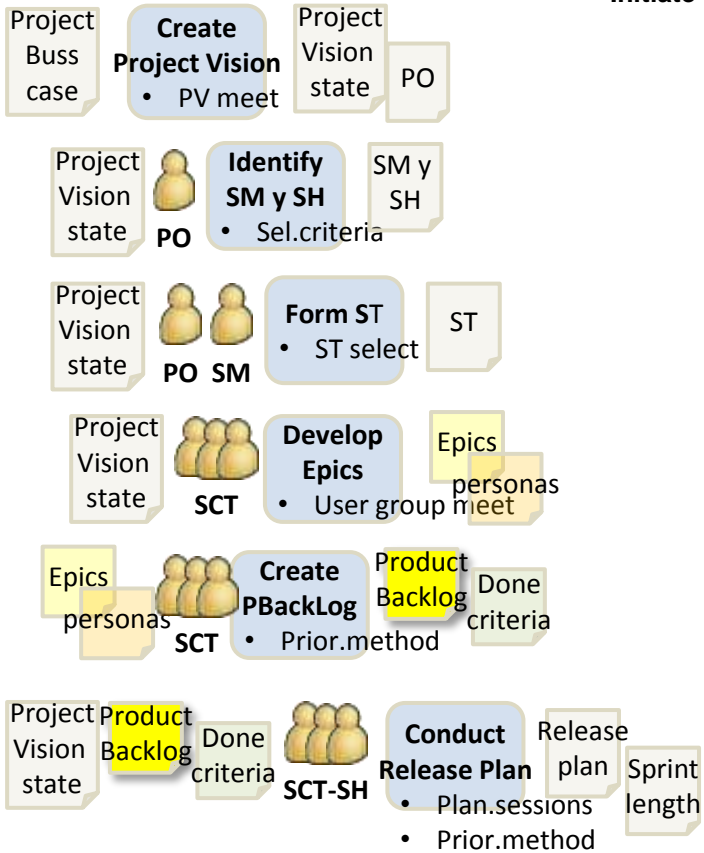 Initiate
Project
Buss
case
Create
Project Vision
• PV meet
Project
Vision
state
PO
Project
Vision
state
PO
Identify
SM y SH
• Sel.criteria
SM y
SH
Project
Vision
state
PO SM
Form ST
• ST select
ST
Project
Vision
state
SCT
Develop
Epics
• User group meet
Epics
personas
Epics
personas
SCT
Create
PBackLog
• Prior.method
Product
Backlog
Done
criteria
Project
Vision
state
Product
Backlog
Done
criteria
SCT-SH
Conduct
Release Plan
• Plan.sessions
• Prior.method
Release
plan
Sprint
length